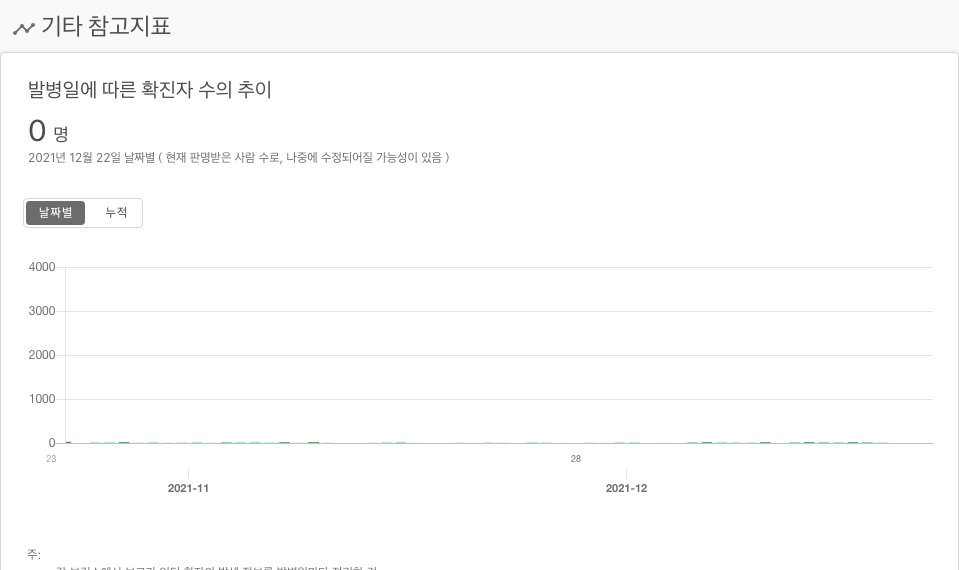 기타 참고지표
발병일에 따른 확진자 수의 추이
0 명
2021년 12월 22일 날짜별 ( 현재 판명받은 사람 수로, 나중에 수정되어질 가능성이 있음 )
날짜별 누적
4000
3000
2000
1000
0
23 28
2021-11 2021-12
주: